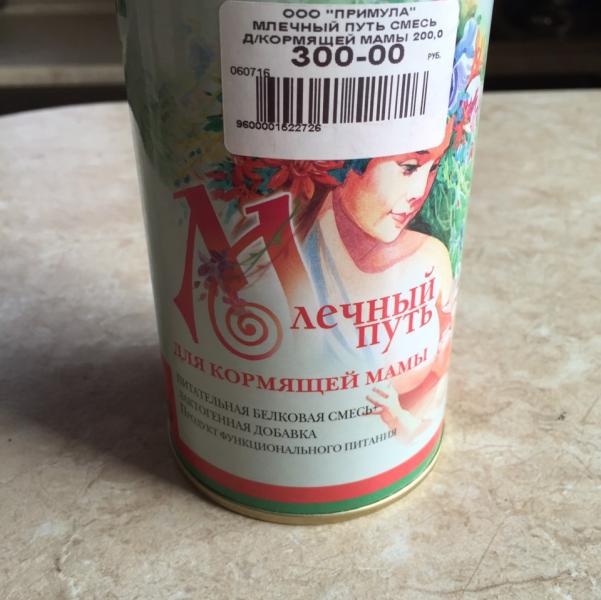 ООО "ПРИМУЛА"
МЛЕЧНЫЙ ПУТЬ СМЕСЬ
Д/КОРМЯЩЕЙ МАМЫ 200,0
300-00 РУБ.
060716
9600001522726
Млечный
путь
ДЛЯ КОРМЯЩЕЙ МАМЫ
ПИТАТЕЛЬНАЯ БЕЛКОВАЯ СМЕСЬ+
ЛАКТОГЕННАЯ ДОБАВКА
ПРОДУКТ ФУНКЦИОНАЛЬНОГО ПИТАНИЯ